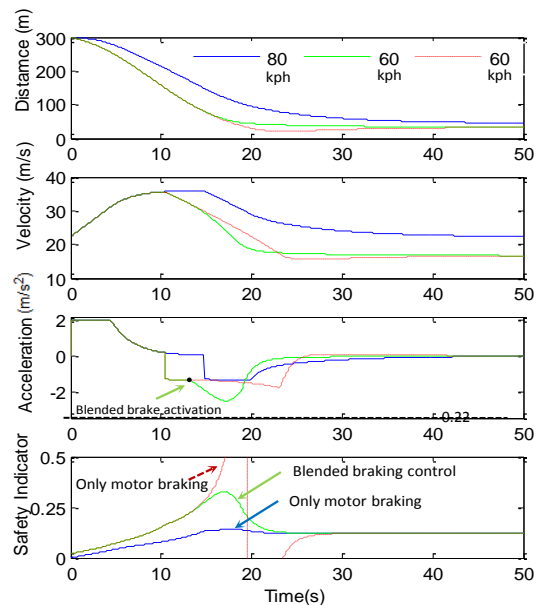 Distamce (m)
300
200
100
0
80
kph
60
kph
60
kph
0 10 20 30 40 50
Velocity (m/s)
40
30
20
10
0 10 20 30 40 50
Acceleration (m/s²)
2
0
-2
Blended brake,activation
0.22
0 10 20 30 40 50
Safety Indicator
0.5
0.25
0
Only motor braking
Blended braking control
Only motor braking
0 10 20 30 40 50
Time(s)